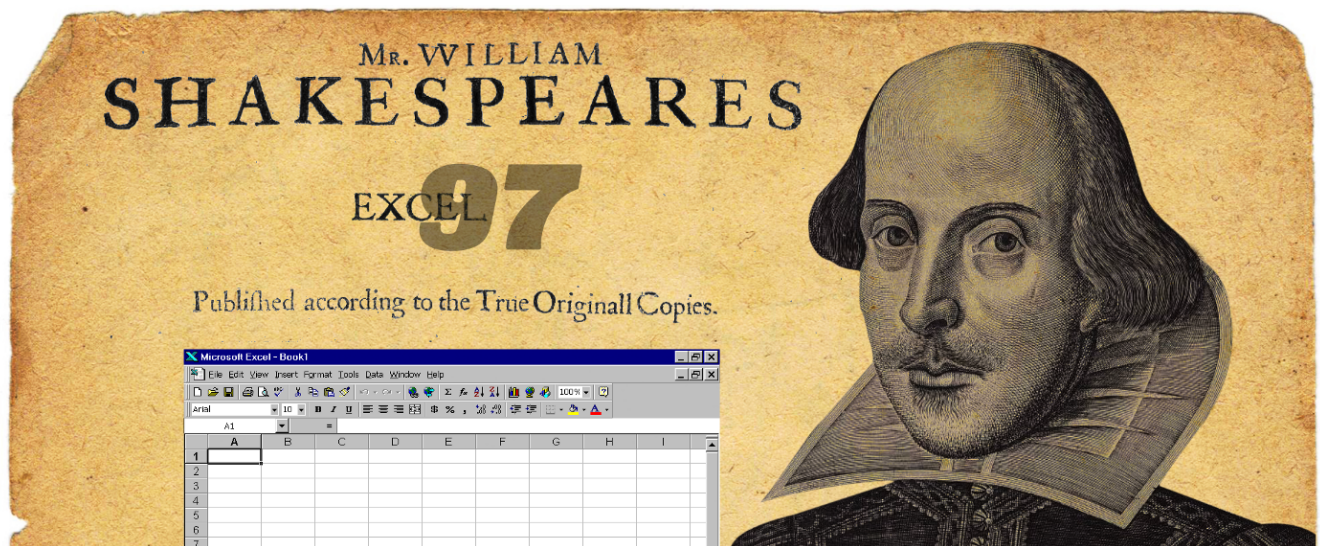 Mr. WILLIAM
SHAKESPEARES
EXCEL 97
Publiſhed according to the True Originall Copies.
Microsoft Excel - Book1
File Edit View Insert Format Tools Data Window Help
100%
Arial 10 B I U $ % ,
A1 =
A B C D E F G H I
1
2
3
4
5
6
7